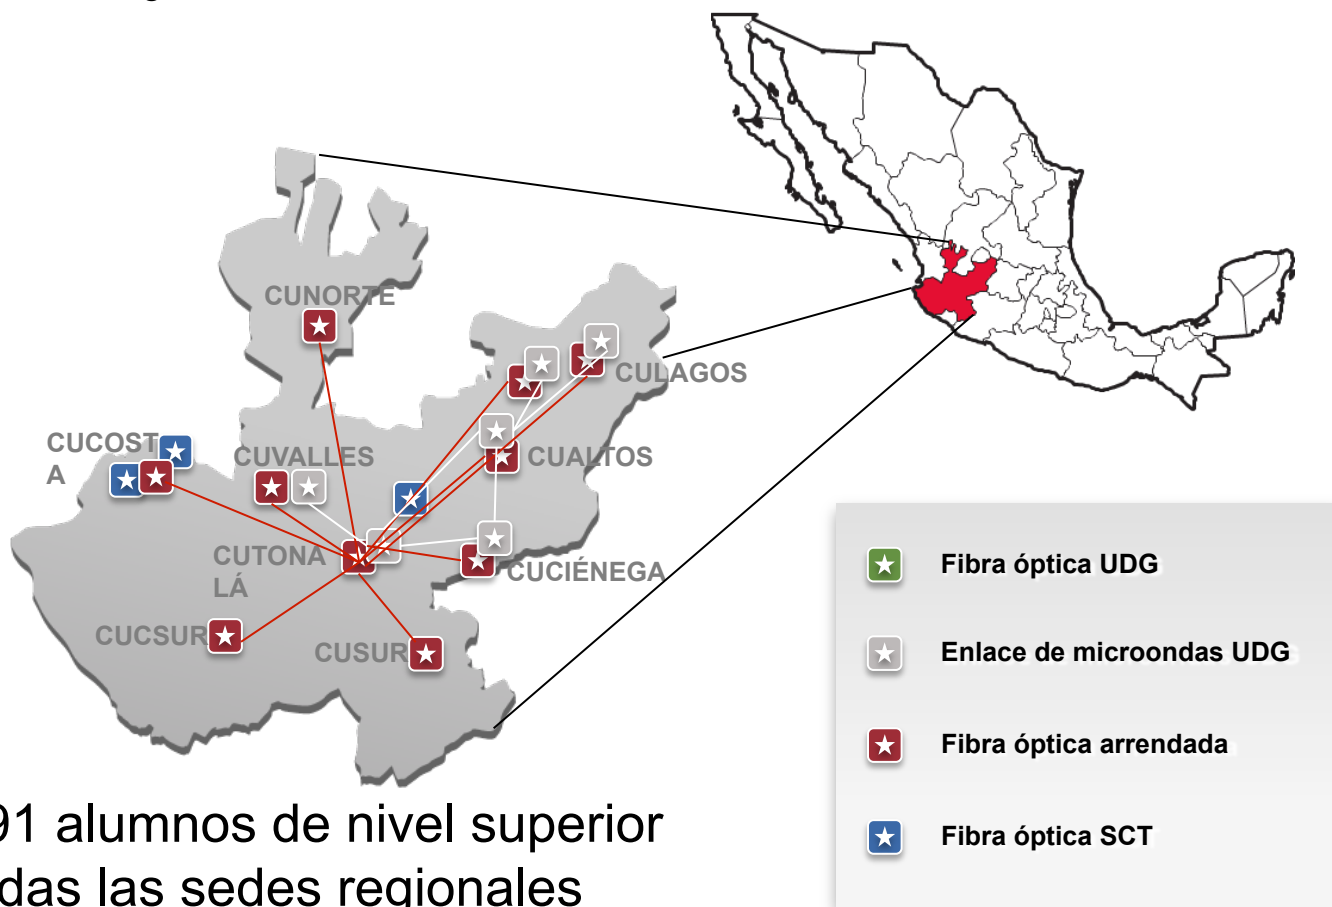 CUNORTE
CULAGOS
CUCOST
A
CUVALLES
CUALTOS
CUTONA
LÁ
CUCIÉNEGA
CUCSUR
CUSUR
Fibra óptica UDG
Enlace de microondas UDG
Fibra óptica arrendada
Fibra óptica SCT
91 alumnos de nivel superior
das las sedes regionales